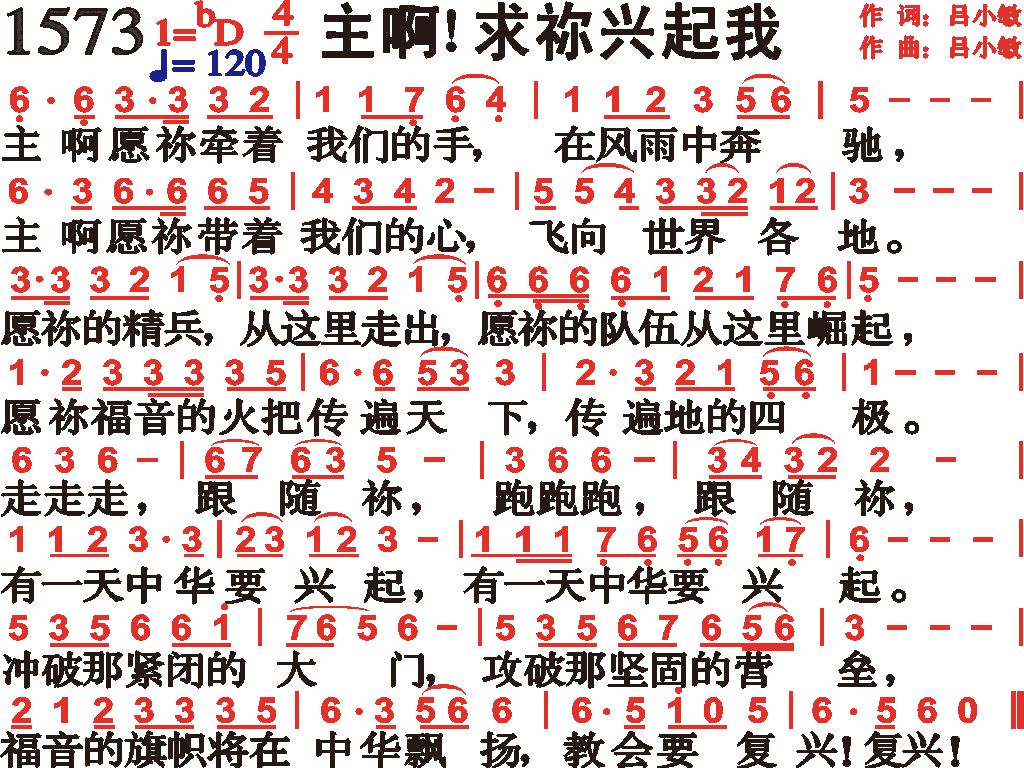 1573 1=♭D 4/4 主啊!求祢兴起我 作 词：吕小敏
♩=120 作 曲：吕小敏
6· 6 3·3 3 2 | 1 1 7 6 4 | 1 1 2 3 5 6 | 5 - - - |
主 啊愿祢牵着 我们的手， 在风雨中奔 驰，
6· 3 6·6 6 5 | 4 3 4 2 - | 5 5 4 3 3 2 1 2 | 3 - - - |
主 啊愿祢带着 我们的心， 飞向 世界 各 地。
3·3 3 2 1 5 | 3·3 3 2 1 5 | 6 6 6 6 1 2 1 7 6 | 5 - - - |
愿祢的精兵，从这里走出，愿祢的队伍从这里崛起，
1· 2 3 3 3 3 5 | 6· 6 5 3 3 | 2· 3 2 1 5 6 | 1 - - - |
愿祢福音的火把传 遍天 下，传 遍地的四 极。
6 3 6 - | 6 7 6 3 5 - | 3 6 6 - | 3 4 3 2 2 - |
走走走， 跟 随 祢， 跑跑跑， 跟 随 祢，
1 1 2 3· 3 | 2 3 1 2 3 - | 1 1 1 7 6 5 6 1 7 | 6 - - - |
有一天中华要 兴 起，有一天中华要 兴 起。
5 3 5 6 6 1 | 7 6 5 6 - | 5 3 5 6 7 6 5 6 | 3 - - - |
冲破那紧闭的 大 门，攻破那坚固的营 垒，
2 1 2 3 3 3 5 | 6· 3 5 6 6 | 6· 5 1 0 5 | 6· 5 6 0 ‖
福音的旗帜将在 中华飘 扬，教会要 复 兴！复兴！